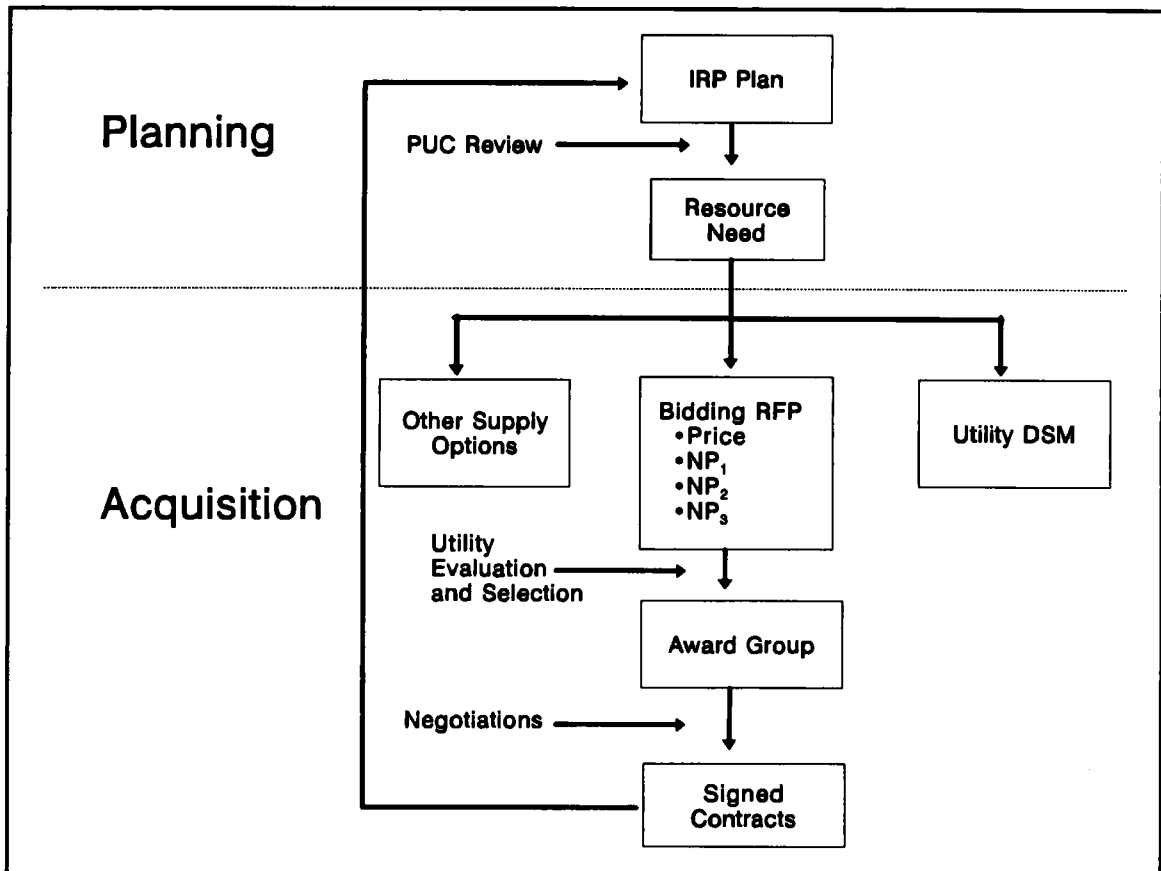 IRP Plan
Planning
PUC Review
Resource
Need
Other Supply
Options
Bidding RFP
•Price
•NP₁
•NP₂
•NP₃
Utility DSM
Acquisition
Utility
Evaluation
and Selection
Award Group
Negotiations
Signed
Contracts